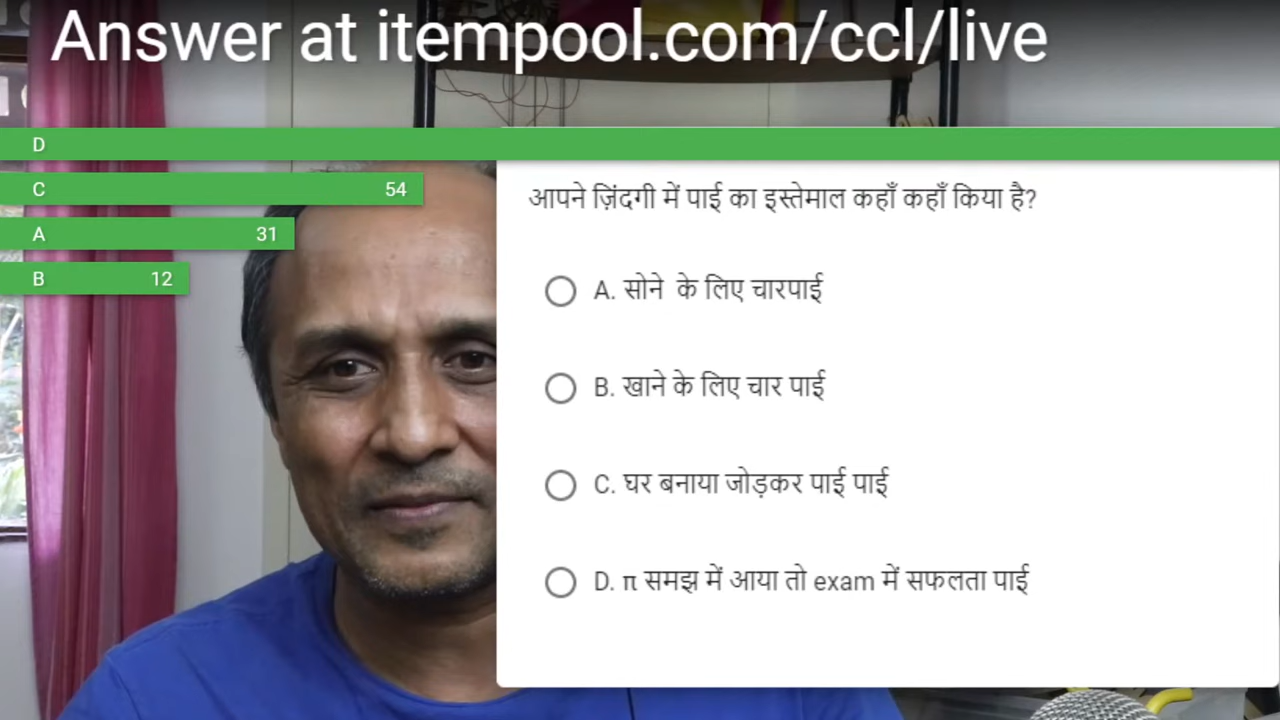 Answer at itempool.com/ccl/live
D
C 54
A 31
B 12
आपने ज़िंदगी में पाई का इस्तेमाल कहाँ कहाँ किया है?
A. सोने के लिए चारपाई
B. खाने के लिए चार पाई
C. घर बनाया जोड़कर पाई पाई
D. π समझ में आया तो exam में सफलता पाई